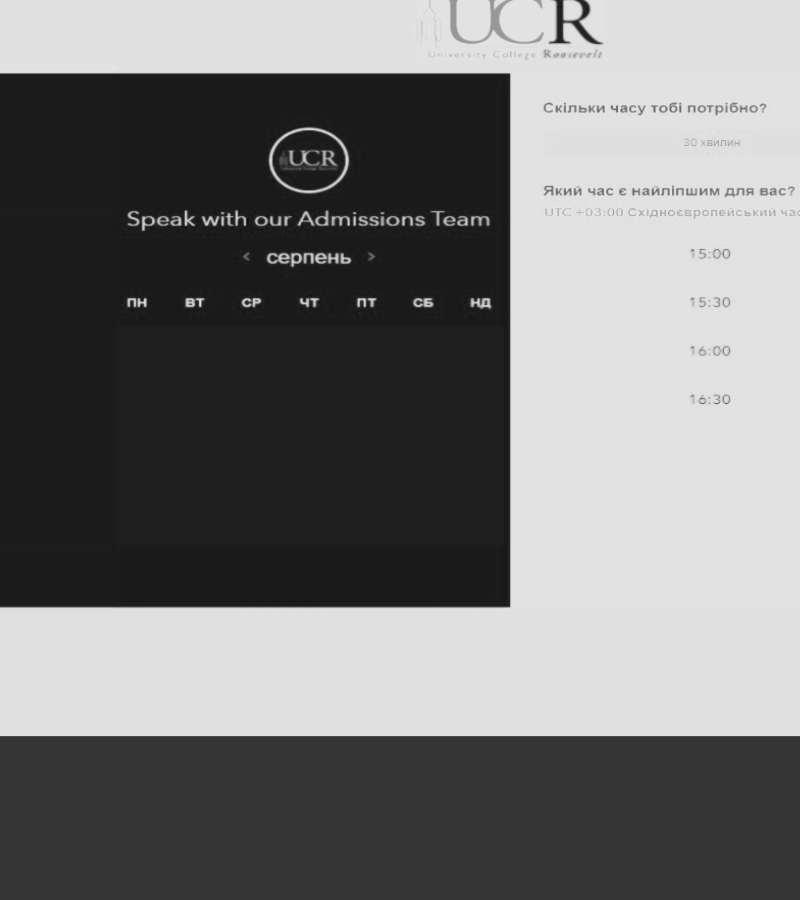 UCR
University College Roosevelt
UCR
Speak with our Admissions Team
< серпень >
ПН ВТ СР ЧТ ПТ СБ НД
Скільки часу тобі потрібно?
30 хвилин
Який час є найліпшим для вас?
UTC +03:00 Східноєвропейський час
15:00
15:30
16:00
16:30